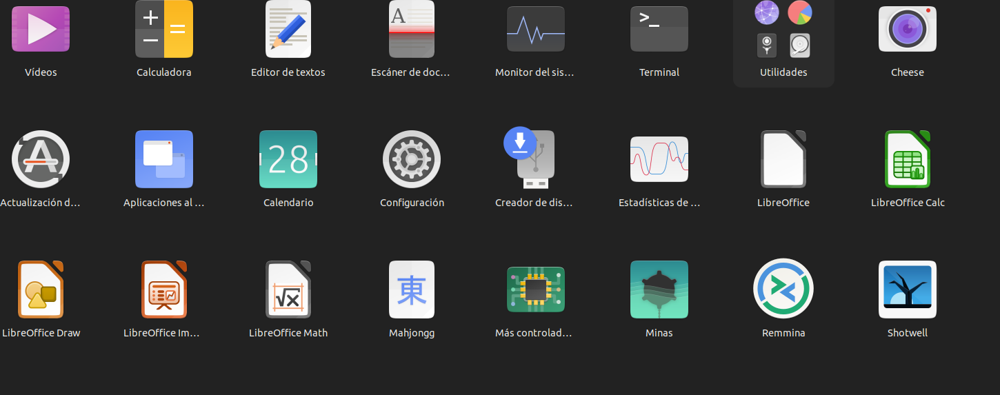 A
>_
Vídeos
Calculadora
Editor de textos
Escáner de doc...
Monitor del sis...
Terminal
Utilidades
Cheese
A
28
Actualización d...
Aplicaciones al ...
Calendario
Configuración
Creador de dis...
Estadísticas de ...
LibreOffice
LibreOffice Calc
√x
東
LibreOffice Draw
LibreOffice Im...
LibreOffice Math
Mahjongg
Más controlad...
Minas
Remmina
Shotwell